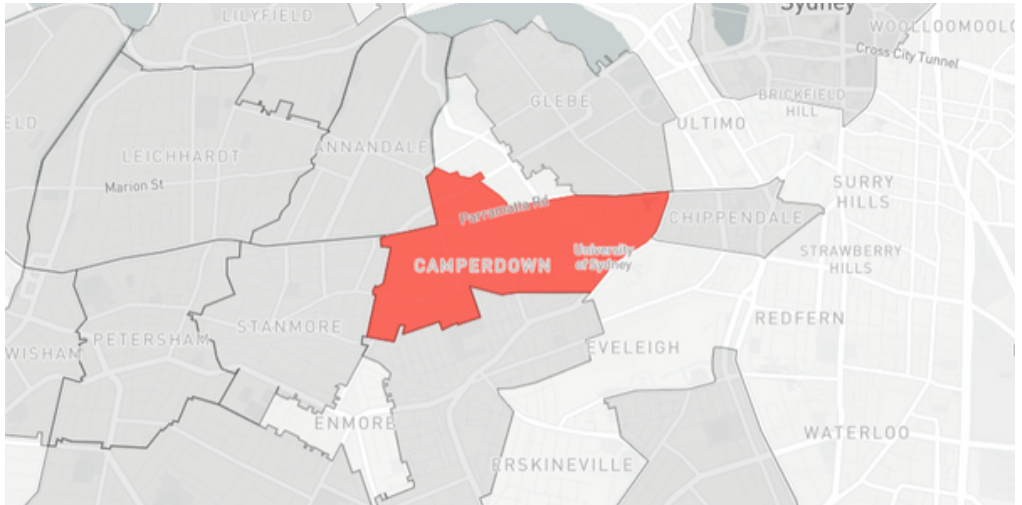 Sydney
LILYFIELD
WOOLLOOMOOLO
Cross City Tunnel
GLEBE
BRICKFIELD
HILL
ELD
ULTIMO
LEICHHARDT
ANNANDALE
Marion St
SURRY
HILLS
Parramatta Rd
CHIPPENDALE
University
of Sydney
CAMPERDOWN
STRAWBERRY
HILLS
STANMORE
REDFERN
PETERSHAM
WISHAM
EVELEIGH
ENMORE
WATERLOO
ERSKINEVILLE